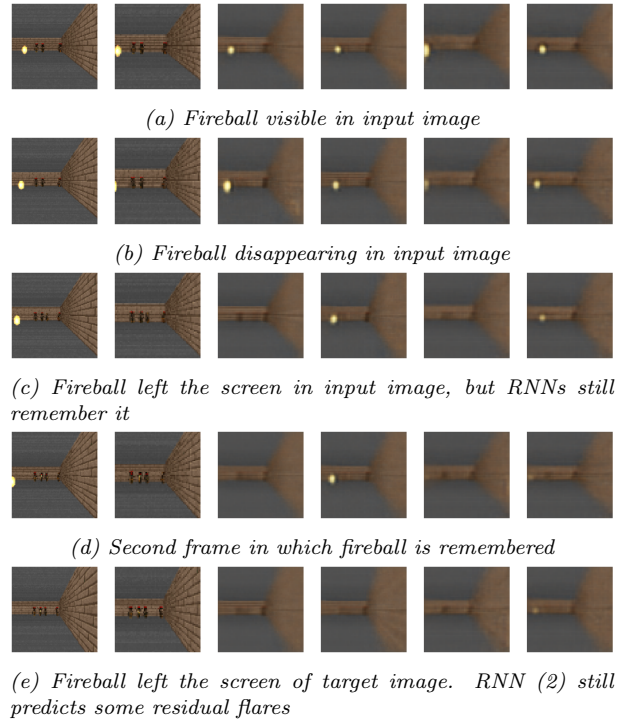 (a) Fireball visible in input image
(b) Fireball disappearing in input image
(c) Fireball left the screen in input image, but RNNs still
remember it
(d) Second frame in which fireball is remembered
(e) Fireball left the screen of target image. RNN (2) still
predicts some residual flares